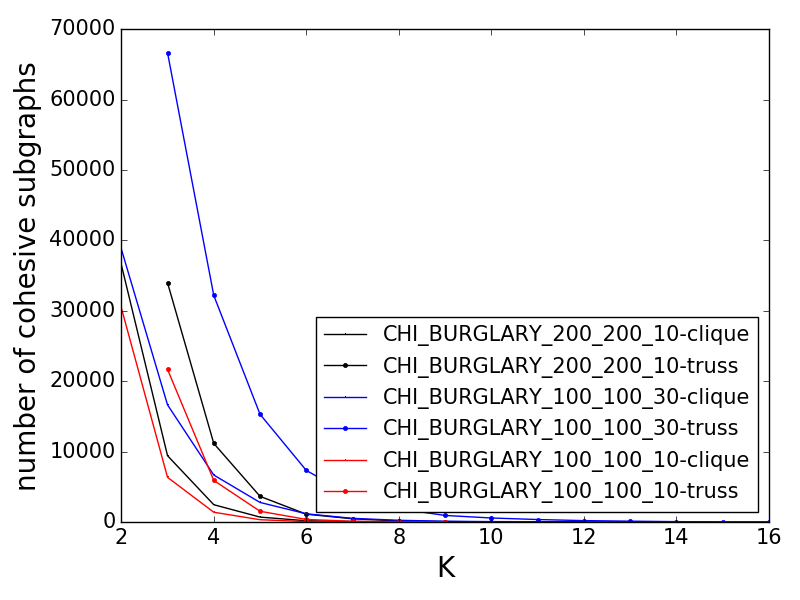 70000
60000
50000
40000
30000
20000
10000
0
number of cohesive subgraphs
CHI_BURGLARY_200_200_10-clique
CHI_BURGLARY_200_200_10-truss
CHI_BURGLARY_100_100_30-clique
CHI_BURGLARY_100_100_30-truss
CHI_BURGLARY_100_100_10-clique
CHI_BURGLARY_100_100_10-truss
2 4 6 8 10 12 14 16
K